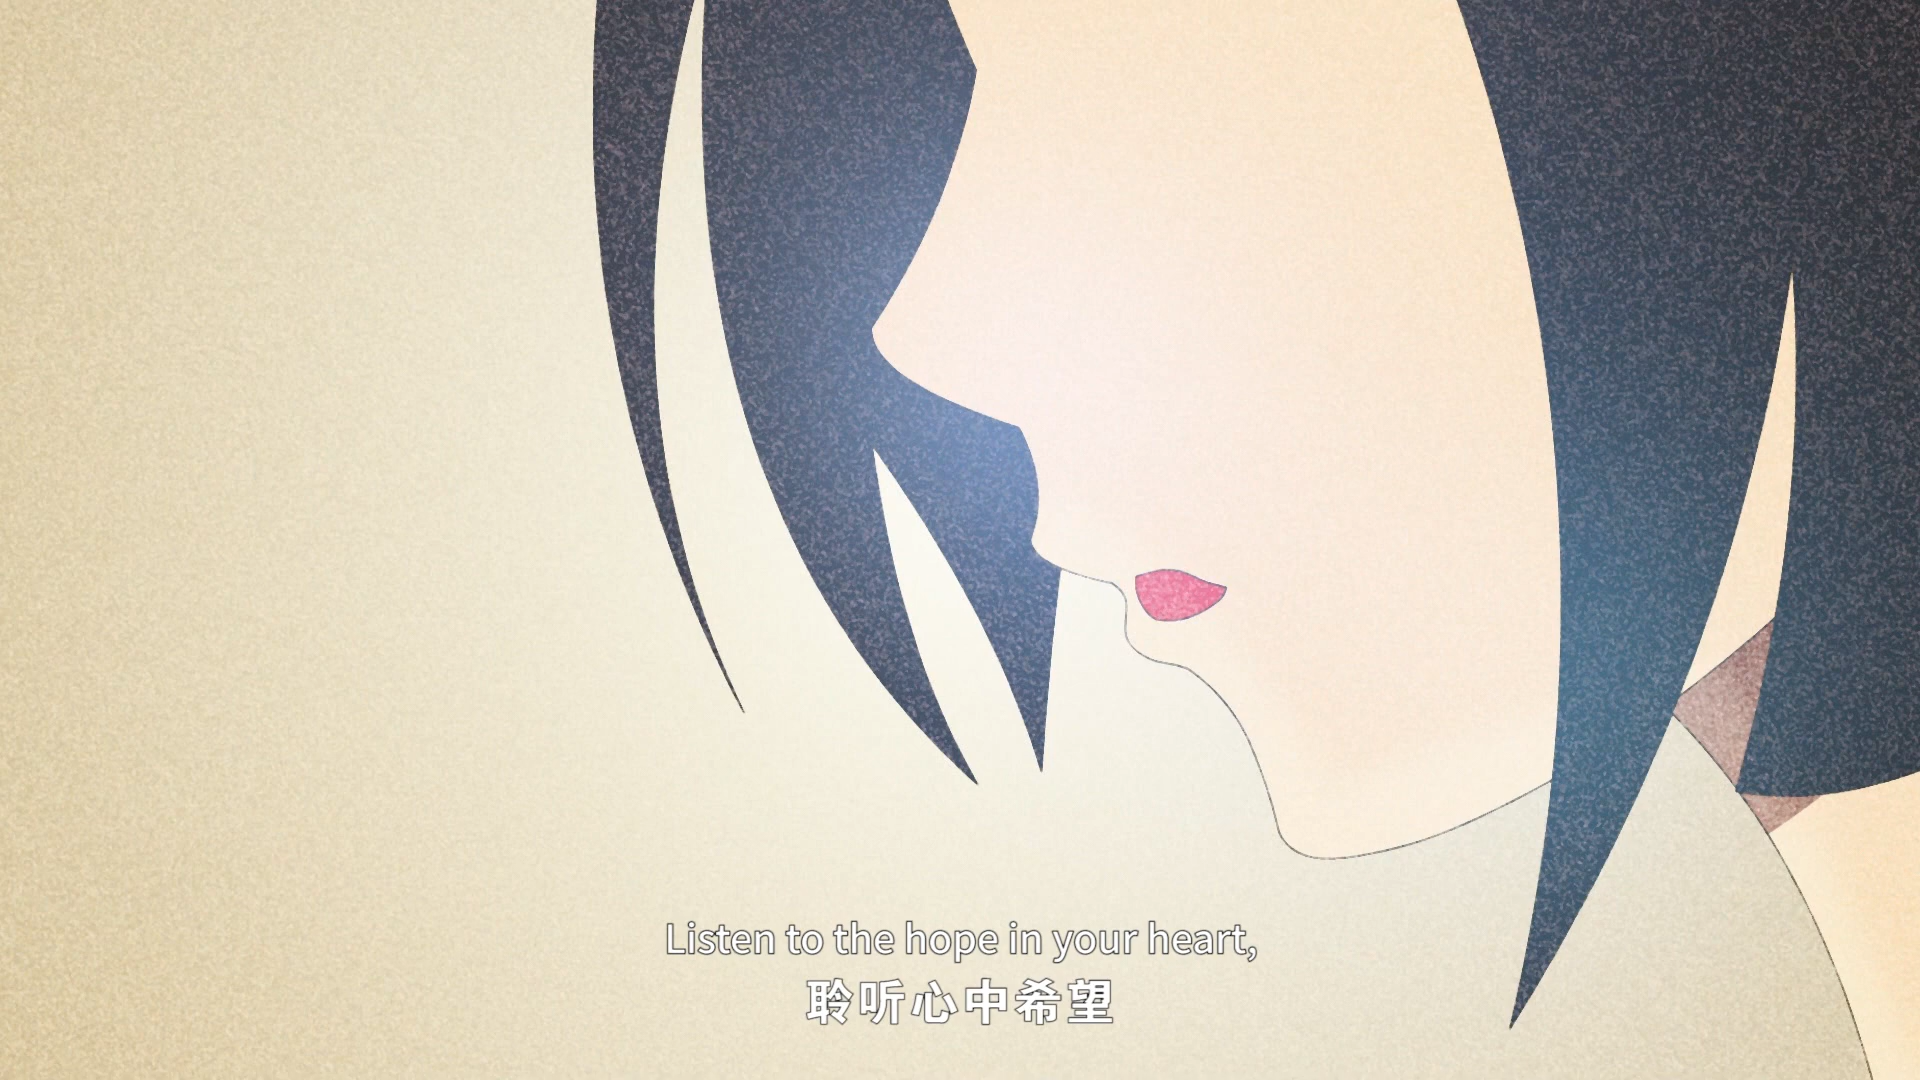 Listen to the hope in your heart,
聆听心中希望